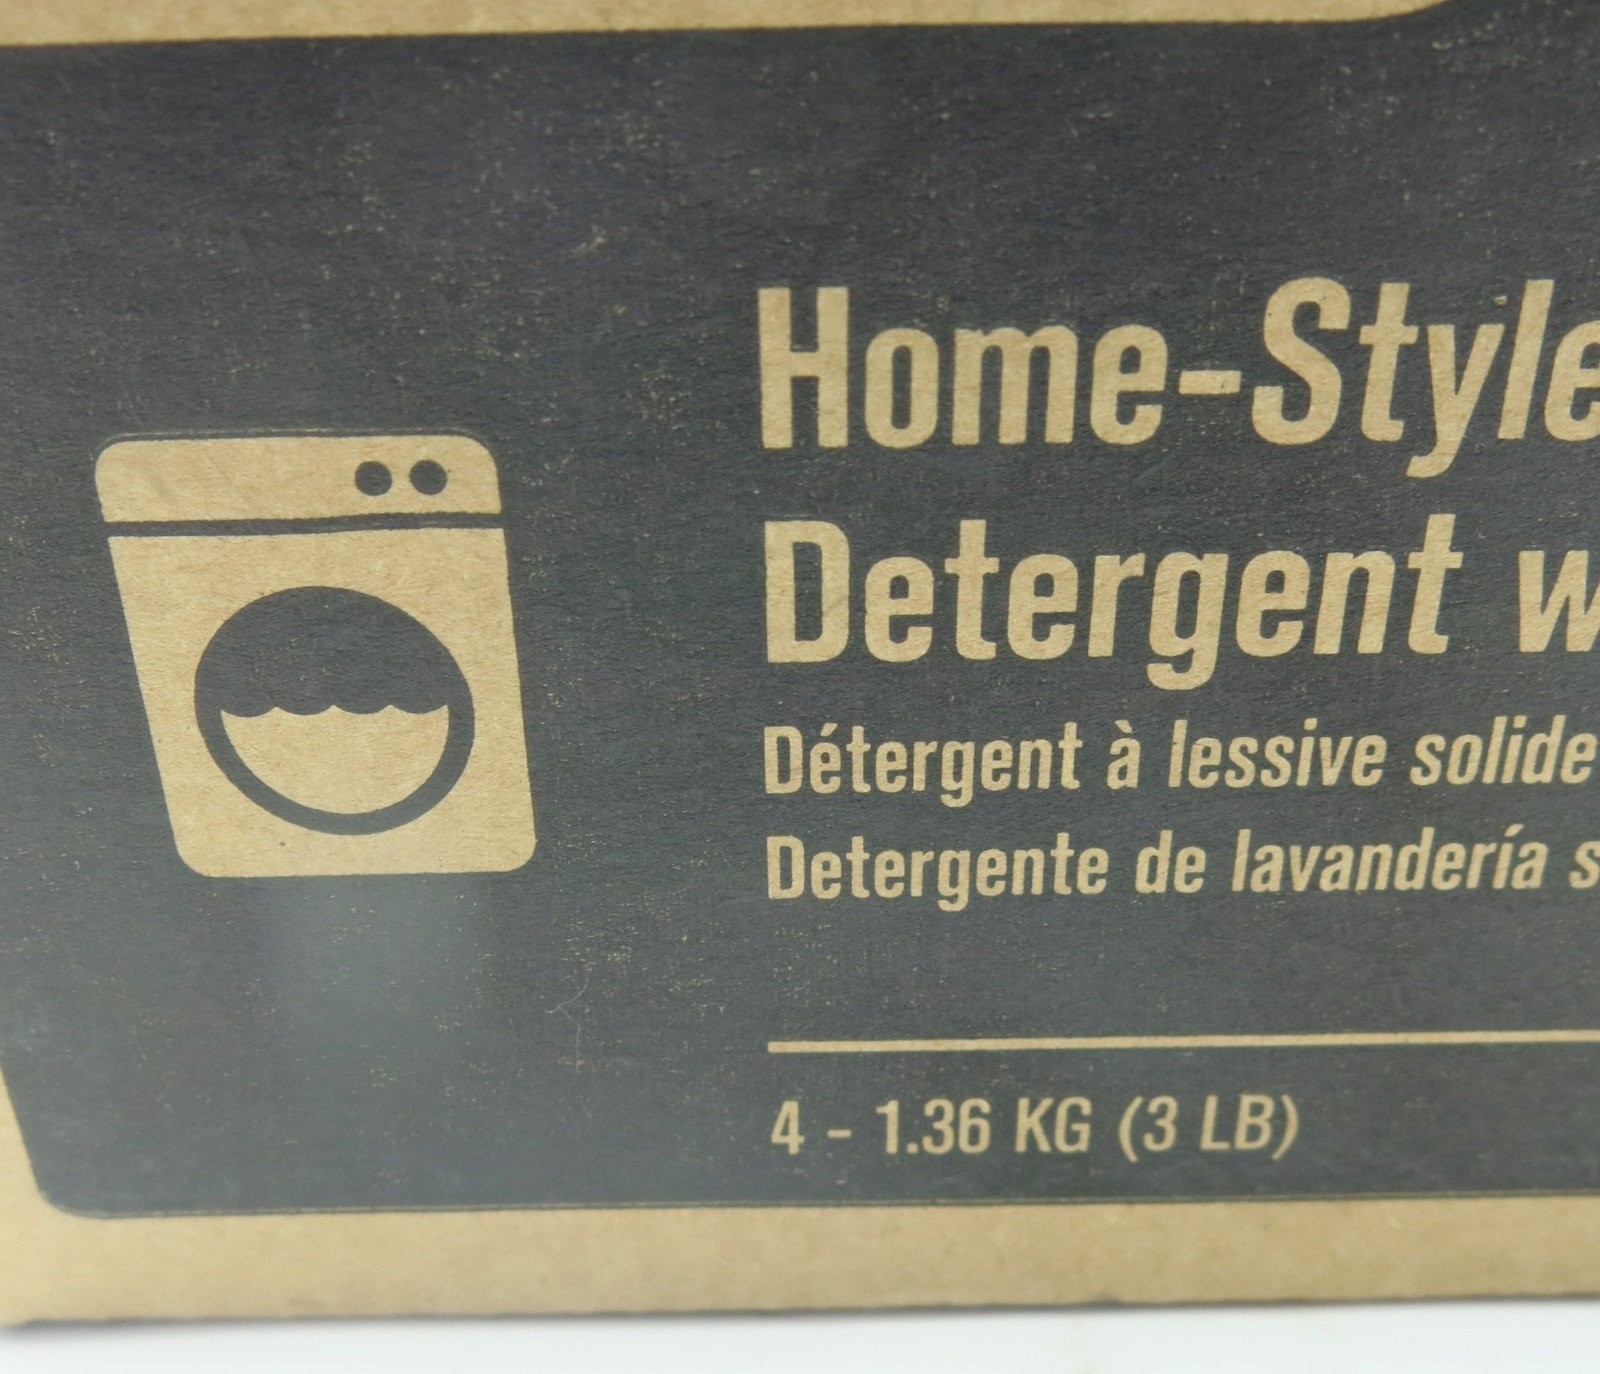 Home-Style
Detergent
Détergent à lessive solide
Detergente de lavandería
4 - 1.36 KG (3 LB)